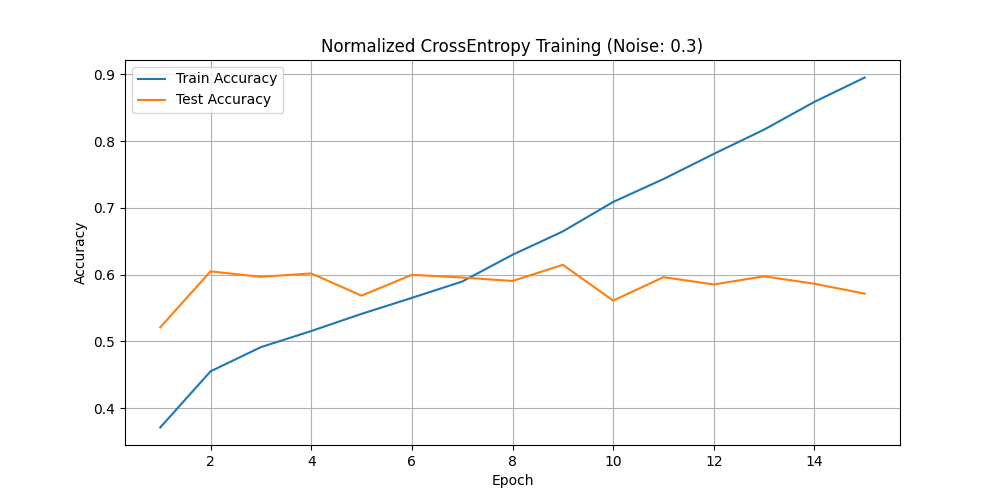 Normalized CrossEntropy Training (Noise: 0.3)
Train Accuracy
Test Accuracy
0.9
0.8
0.7
0.6
0.5
0.4
Accuracy
2 4 6 8 10 12 14
Epoch